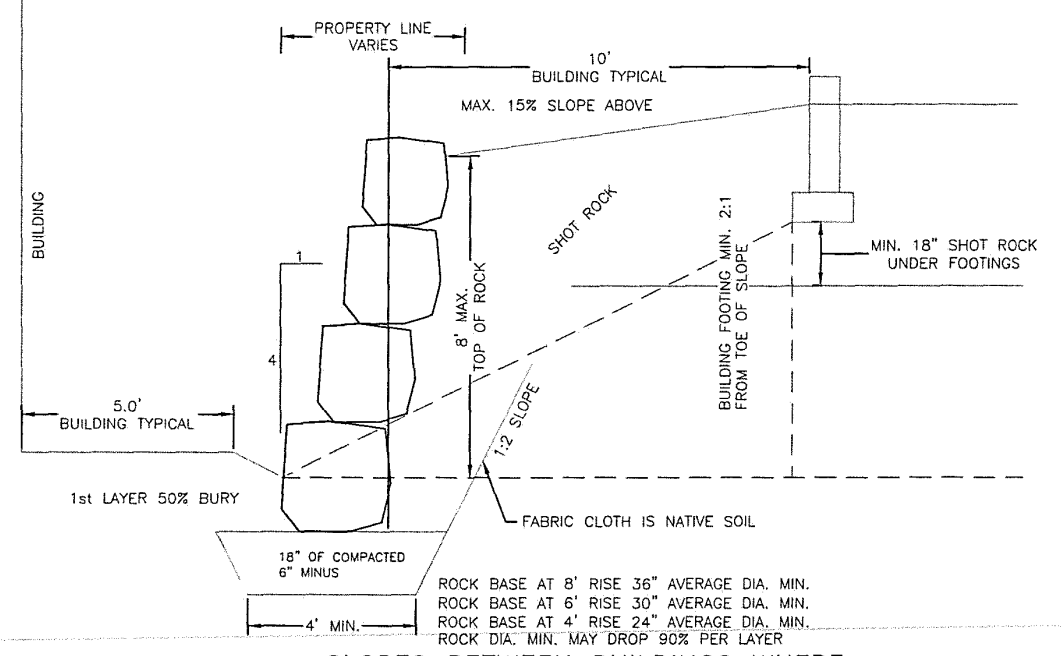 PROPERTY LINE
VARIES
10'
BUILDING TYPICAL
MAX. 15% SLOPE ABOVE
BUILDING
SHOT ROCK
1
4
8' MAX.
TOP OF ROCK
BUILDING FOOTING MIN. 2:1
FROM TOE OF SLOPE
MIN. 18" SHOT ROCK
UNDER FOOTINGS
5.0'
BUILDING TYPICAL
1:2 SLOPE
1st LAYER 50% BURY
FABRIC CLOTH IS NATIVE SOIL
18" OF COMPACTED
6" MINUS
4' MIN.
ROCK BASE AT 8' RISE 36" AVERAGE DIA. MIN.
ROCK BASE AT 6' RISE 30" AVERAGE DIA. MIN.
ROCK BASE AT 4' RISE 24" AVERAGE DIA. MIN.
ROCK DIA. MIN. MAY DROP 90% PER LAYER
SLOPES BETWEEN BUILDINGS WHERE